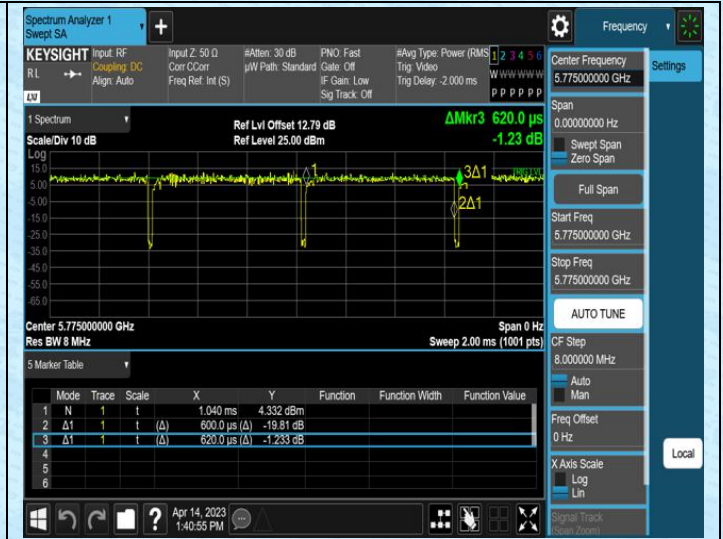 Spectrum Analyzer 1
Swept SA
+
Frequency
KEYSIGHT
RL
LXI
Input: RF
Coupling: DC
Align: Auto
Input Z: 50 Ω
Corr CCorr
Freq Ref: Int (S)
#Atten: 30 dB
µW Path: Standard
PNO: Fast
Gate: Off
IF Gain: Low
Sig Track: Off
#Avg Type: Power (RMS
Trig: Video
Trig Delay: -2.000 ms
1 2 3 4 5 6
W W W W W W
P P P P P P
Center Frequency
5.775000000 GHz
Settings
1 Spectrum
Scale/Div 10 dB
Ref Lvl Offset 12.79 dB
Ref Level 25.00 dBm
ΔMkr3 620.0 µs
-1.23 dB
Span
0.00000000 Hz
Swept Span
Zero Span
Full Span
Log
15.0
5.00
-5.00
-15.0
-25.0
-35.0
-45.0
-55.0
-65.0
1
3Δ1
2Δ1
TRIG LVL
Start Freq
5.775000000 GHz
Stop Freq
5.775000000 GHz
AUTO TUNE
Center 5.775000000 GHz
Res BW 8 MHz
Span 0 Hz
Sweep 2.00 ms (1001 pts)
CF Step
8.000000 MHz
Auto
Man
5 Marker Table
Mode Trace Scale X Y Function Function Width Function Value
1 N 1 t 1.040 ms 4.332 dBm
2 Δ1 1 t (Δ) 600.0 µs (Δ) -19.81 dB
3 Δ1 1 t (Δ) 620.0 µs (Δ) -1.233 dB
4
5
6
Freq Offset
0 Hz
X Axis Scale
Log
Lin
Local
Signal Track
(Span Zoom)
?
Apr 14, 2023
1:40:55 PM